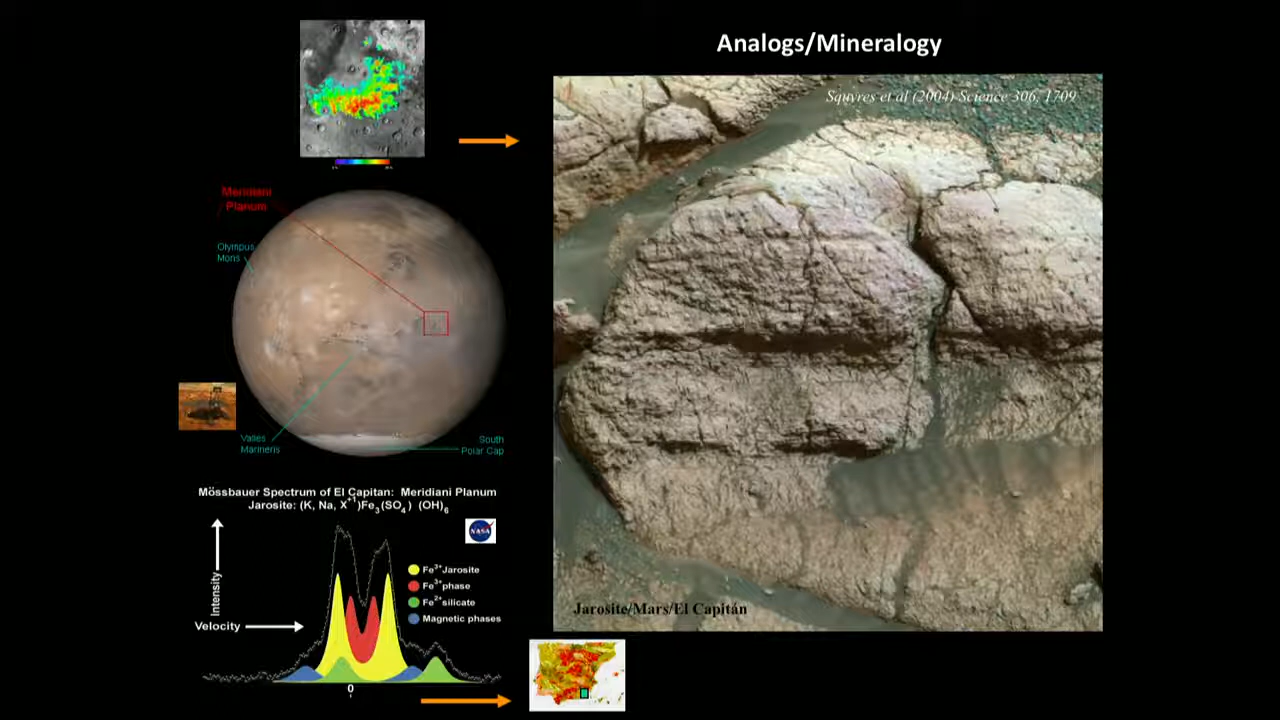 Analogs/Mineralogy
Squyres et al (2004) Science 306, 1709
Meridiani
Planum
Olympus
Mons
Valles
Marineris
South
Polar Cap
Mössbauer Spectrum of El Capitan: Meridiani Planum
Jarosite: (K, Na, X+1)Fe3(SO4) (OH)6
NASA
Intensity
Velocity
0
Fe3+Jarosite
Fe3+phase
Fe2+silicate
Magnetic phases
Jarosite/Mars/El Capitán